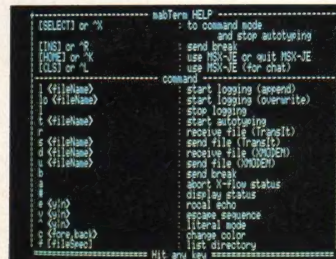 mabTerm HELP
[SELECT] or ^X : to command mode
and stop autotyping
[INS] or ^R : send break
[HOME] or ^K : use MSX-JE or quit MSX-JE
[CLS] or ^L : use MSX-JE (for chat)
command
l {fileName} : start logging (append)
lo {fileName} : start logging (overwrite)
: stop logging
t {fileName} : start autotyping
r : receive file (TransIt)
s {fileName} : send file (TransIt)
{fileName} : receive file (XMODEM)
{fileName} : send file (XMODEM)
b : send break
a : abort X-flow status
: display status
e {y|n} : rocal echo
v {y|n} : escape sequence
{y|n} : literal mode
c {fore,back} : change color
f [fileSpec] : list directory
Hit any key